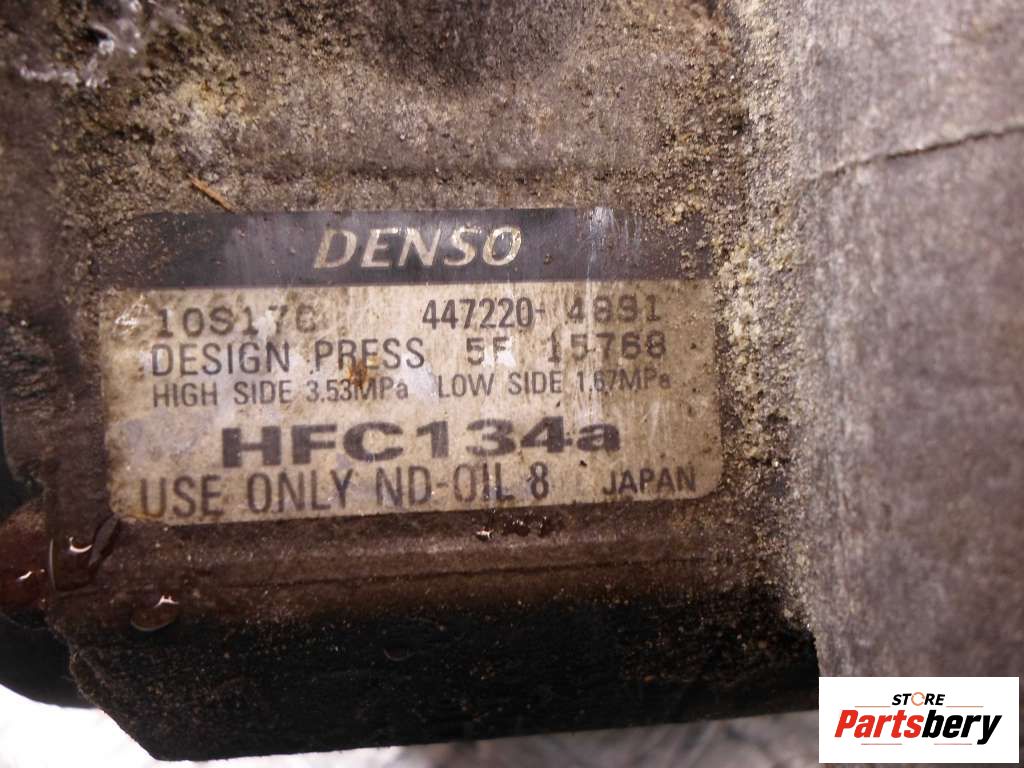 DENSO
10S17C 447220-
DESIGN PRESS 5F 15768
HIGH SIDE 3.53MPa LOW SIDE 1.67MPa
HFC134a
USE ONLY ND-OIL 8 JAPAN
STORE
Partsbery